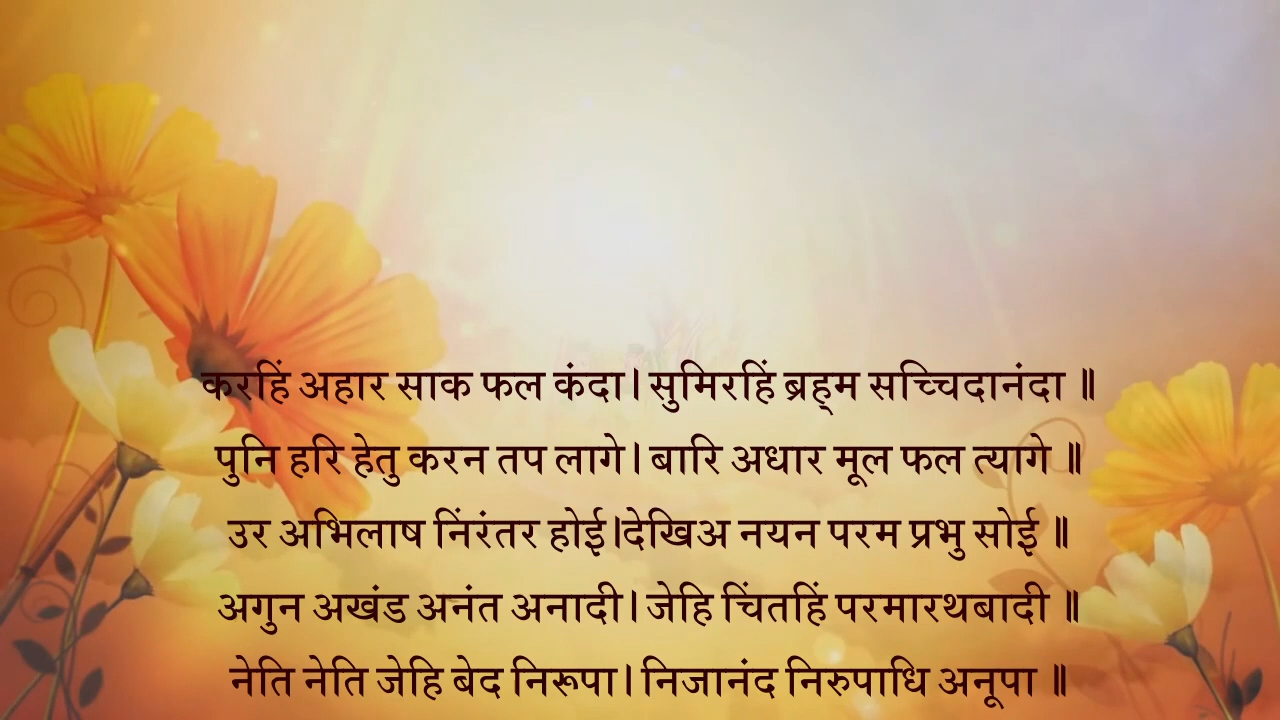 करहिं अहार साक फल कंदा। सुमिरहिं ब्रह्म सच्चिदानंदा ॥
पुनि हरि हेतु करन तप लागे। बारि अधार मूल फल त्यागे ॥
उर अभिलाष निंरंतर होई।देखिअ नयन परम प्रभु सोई ॥
अगुन अखंड अनंत अनादी। जेहि चिंतहिं परमारथबादी ॥
नेति नेति जेहि बेद निरूपा। निजानंद निरुपाधि अनूपा ॥